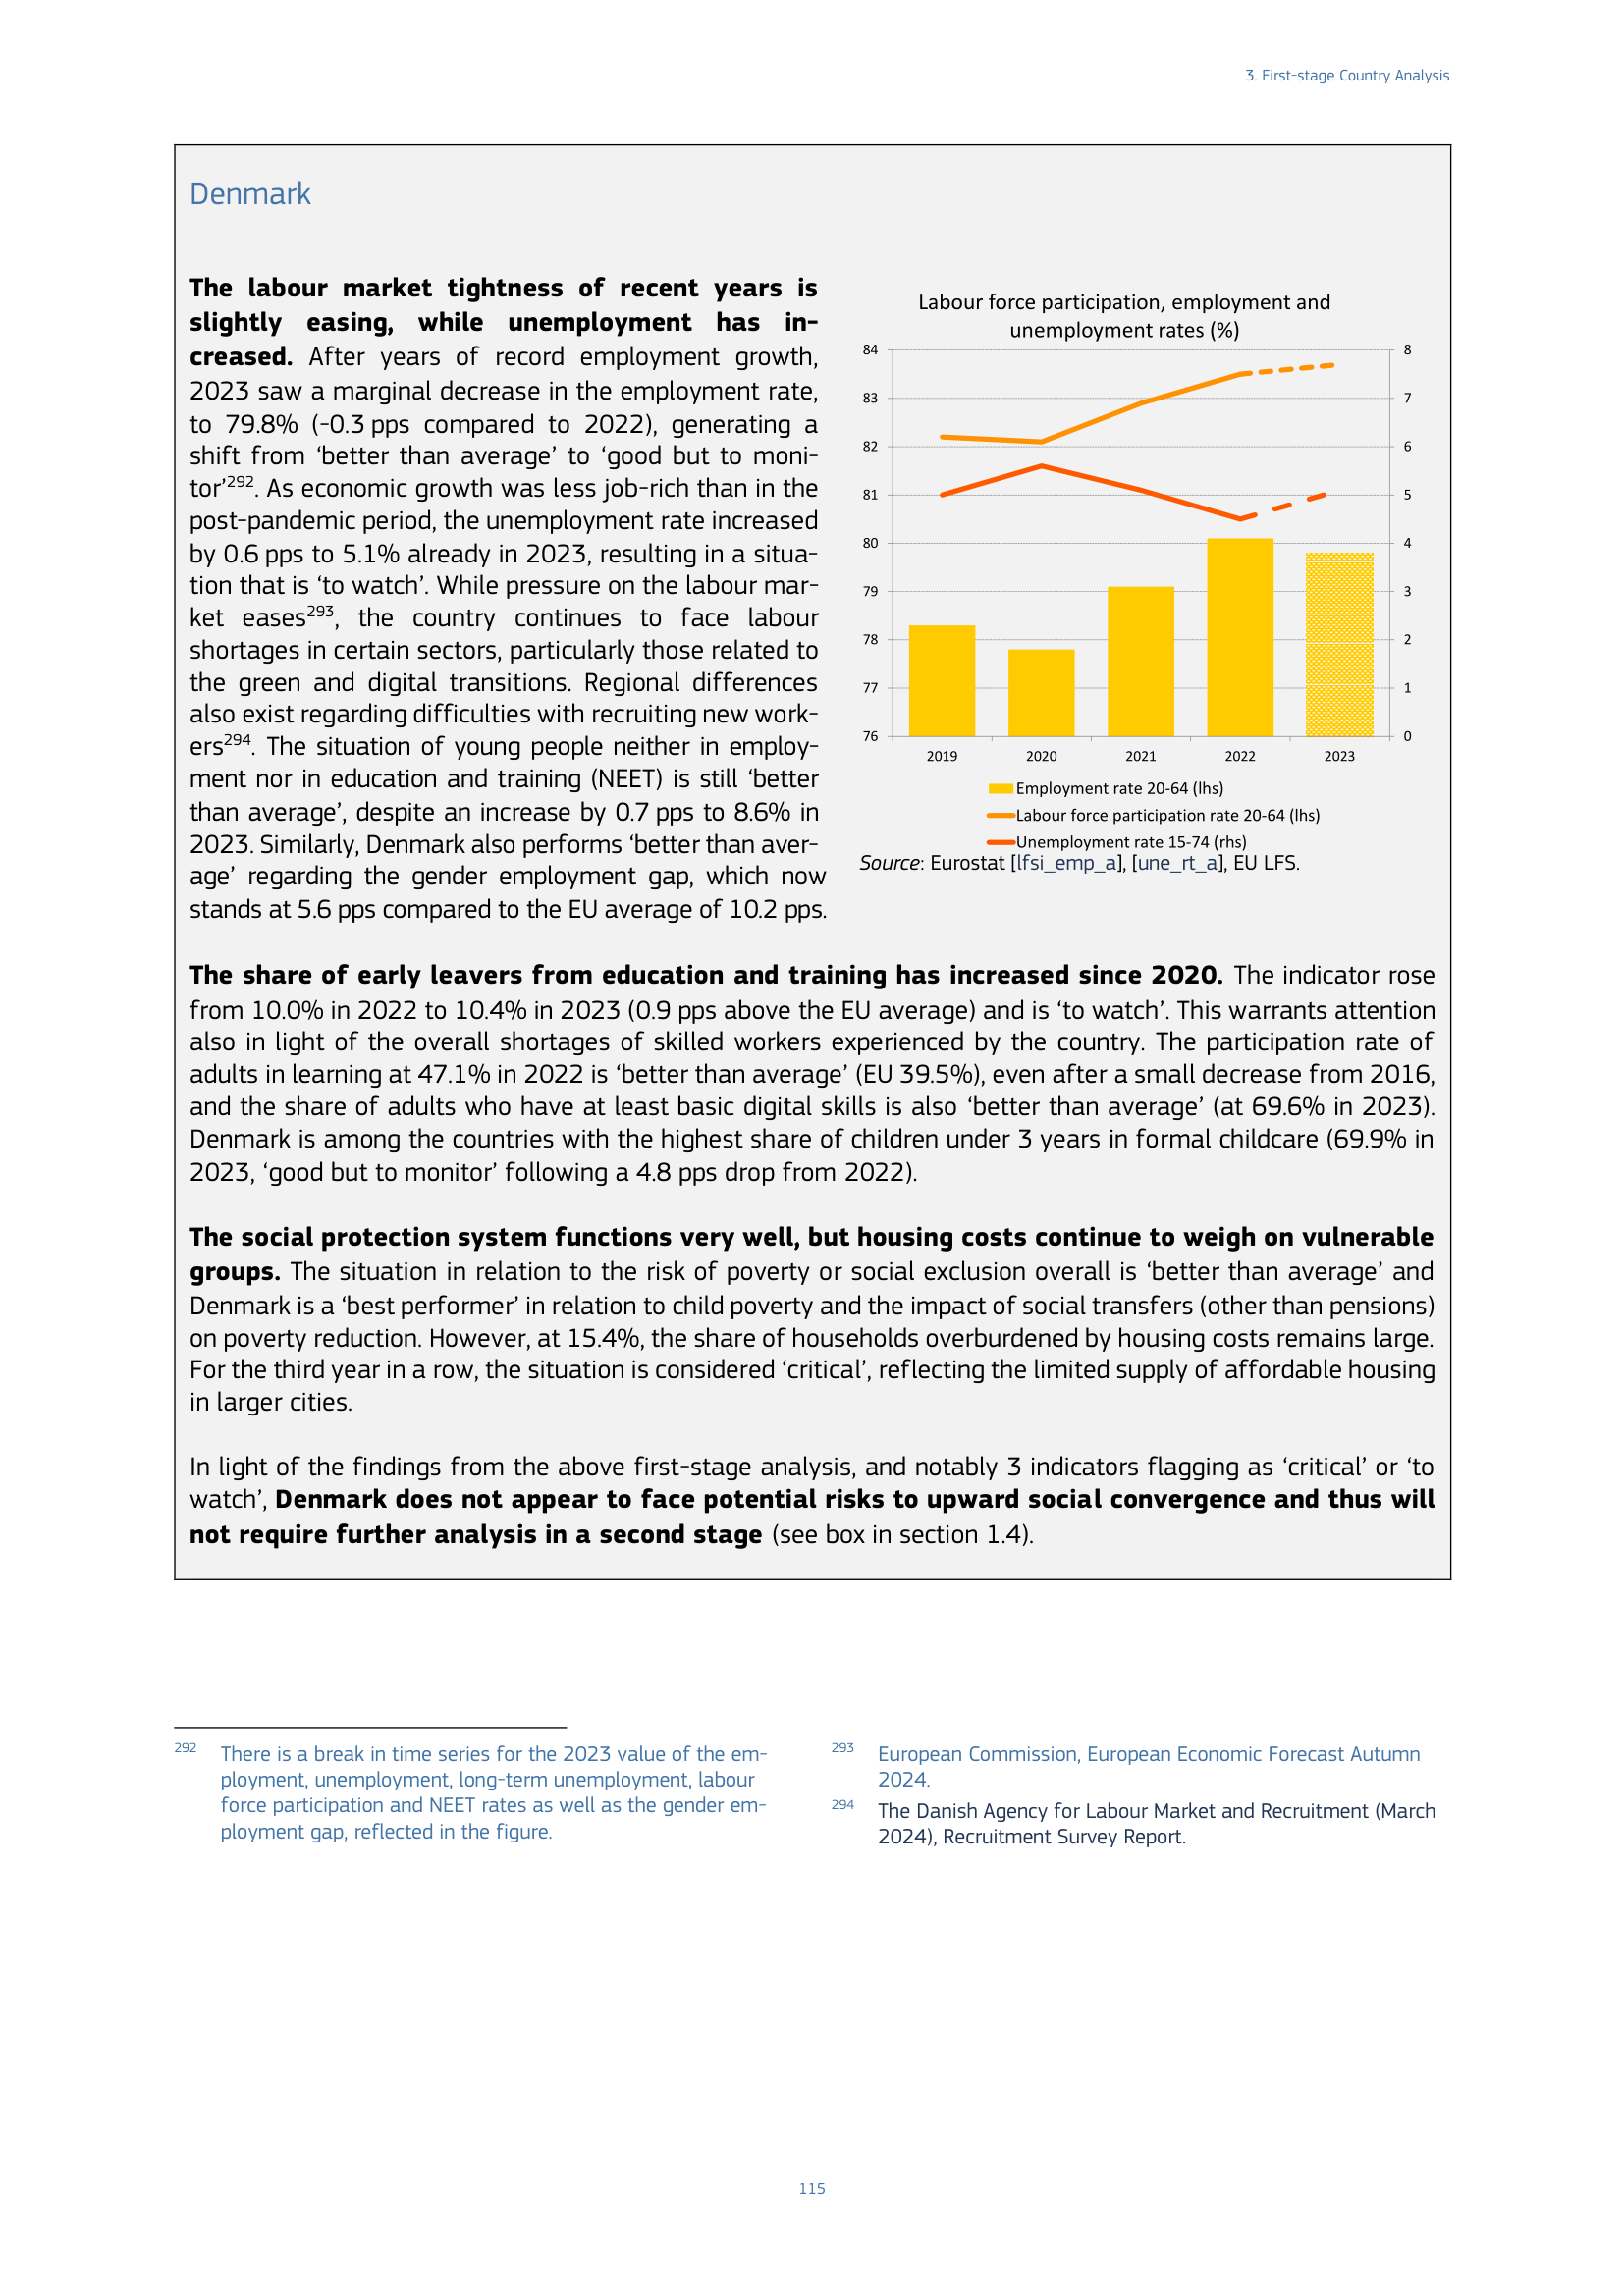 3. First-stage Country Analysis
Denmark
The labour market tightness of recent years is
slightly easing, while unemployment has in-
creased. After years of record employment growth,
2023 saw a marginal decrease in the employment rate,
to 79.8% (-0.3 pps compared to 2022), generating a
shift from ‘better than average’ to ‘good but to moni-
tor’292. As economic growth was less job-rich than in the
post-pandemic period, the unemployment rate increased
by 0.6 pps to 5.1% already in 2023, resulting in a situa-
tion that is ‘to watch’. While pressure on the labour mar-
ket eases293, the country continues to face labour
shortages in certain sectors, particularly those related to
the green and digital transitions. Regional differences
also exist regarding difficulties with recruiting new work-
ers294. The situation of young people neither in employ-
ment nor in education and training (NEET) is still ‘better
than average’, despite an increase by 0.7 pps to 8.6% in
2023. Similarly, Denmark also performs ‘better than aver-
age’ regarding the gender employment gap, which now
stands at 5.6 pps compared to the EU average of 10.2 pps.
Labour force participation, employment and
unemployment rates (%)
84 8
83 7
82 6
81 5
80 4
79 3
78 2
77 1
76 0
2019 2020 2021 2022 2023
Employment rate 20-64 (lhs)
Labour force participation rate 20-64 (lhs)
Unemployment rate 15-74 (rhs)
Source: Eurostat [lfsi_emp_a], [une_rt_a], EU LFS.
The share of early leavers from education and training has increased since 2020. The indicator rose
from 10.0% in 2022 to 10.4% in 2023 (0.9 pps above the EU average) and is ‘to watch’. This warrants attention
also in light of the overall shortages of skilled workers experienced by the country. The participation rate of
adults in learning at 47.1% in 2022 is ‘better than average’ (EU 39.5%), even after a small decrease from 2016,
and the share of adults who have at least basic digital skills is also ‘better than average’ (at 69.6% in 2023).
Denmark is among the countries with the highest share of children under 3 years in formal childcare (69.9% in
2023, ‘good but to monitor’ following a 4.8 pps drop from 2022).
The social protection system functions very well, but housing costs continue to weigh on vulnerable
groups. The situation in relation to the risk of poverty or social exclusion overall is ‘better than average’ and
Denmark is a ‘best performer’ in relation to child poverty and the impact of social transfers (other than pensions)
on poverty reduction. However, at 15.4%, the share of households overburdened by housing costs remains large.
For the third year in a row, the situation is considered ‘critical’, reflecting the limited supply of affordable housing
in larger cities.
In light of the findings from the above first-stage analysis, and notably 3 indicators flagging as ‘critical’ or ‘to
watch’, Denmark does not appear to face potential risks to upward social convergence and thus will
not require further analysis in a second stage (see box in section 1.4).
292 There is a break in time series for the 2023 value of the em-
ployment, unemployment, long-term unemployment, labour
force participation and NEET rates as well as the gender em-
ployment gap, reflected in the figure.
293 European Commission, European Economic Forecast Autumn
2024.
294 The Danish Agency for Labour Market and Recruitment (March
2024), Recruitment Survey Report.
115